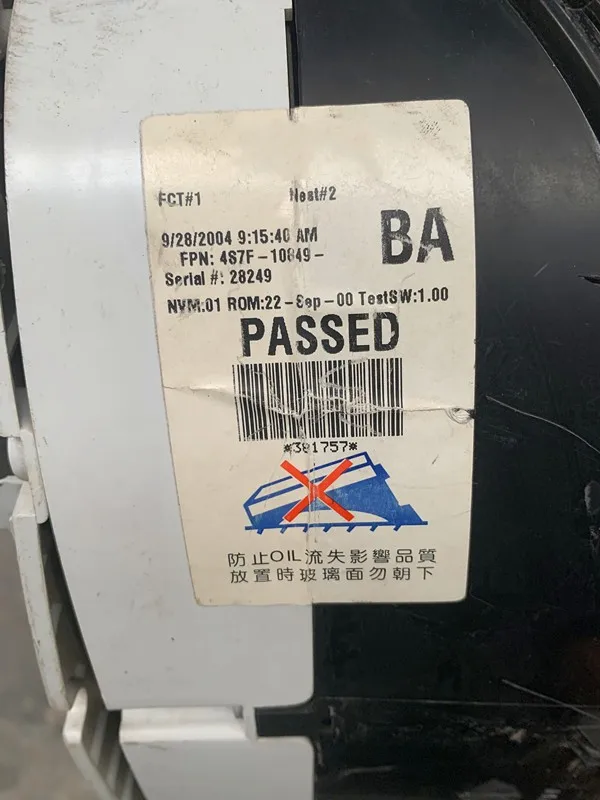 FCT#1 Nest#2
9/28/2004 9:15:40 AM
BA
FPN: 4S7F-10849-
Serial #: 28249
NVM:01 ROM:22-Sep-00 TestSW:1.00
PASSED
*381757*
防止OIL流失影響品質
放置時玻璃面勿朝下